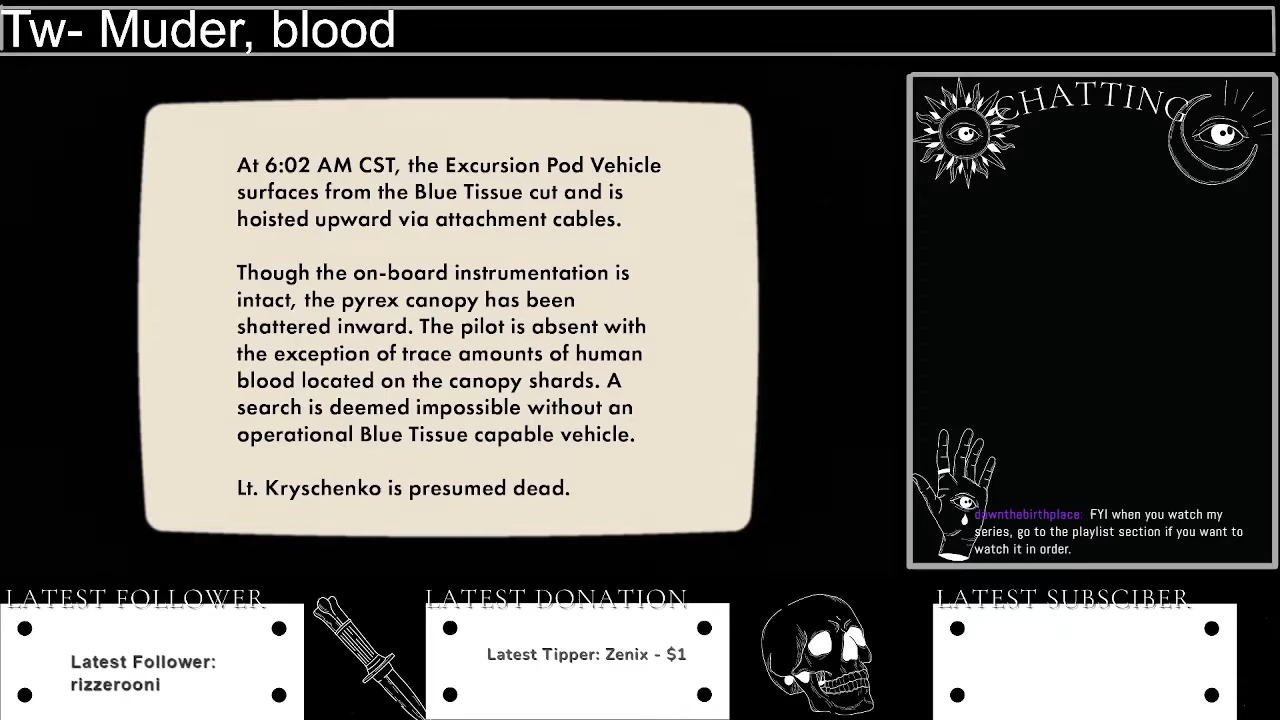 Tw- Muder, blood
At 6:02 AM CST, the Excursion Pod Vehicle
surfaces from the Blue Tissue cut and is
hoisted upward via attachment cables.
Though the on-board instrumentation is
intact, the pyrex canopy has been
shattered inward. The pilot is absent with
the exception of trace amounts of human
blood located on the canopy shards. A
search is deemed impossible without an
operational Blue Tissue capable vehicle.
Lt. Kryschenko is presumed dead.
CHATTING
dawnthebirthplace: FYI when you watch my
series, go to the playlist section if you want to
watch it in order.
LATEST FOLLOWER
Latest Follower:
rizzerooni
LATEST DONATION
Latest Tipper: Zenix - $1
LATEST SUBSCIBER